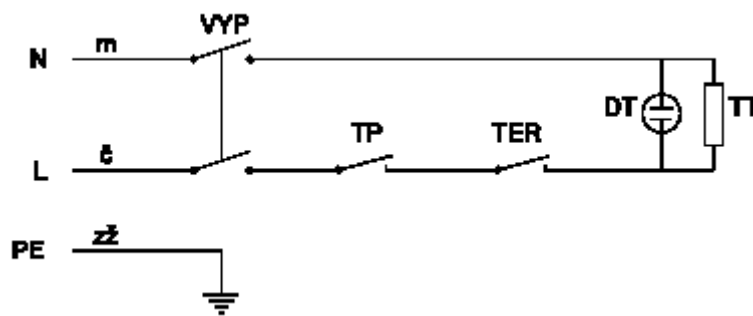 VYP
N m
DT TT
TP TER
L č
PE zž